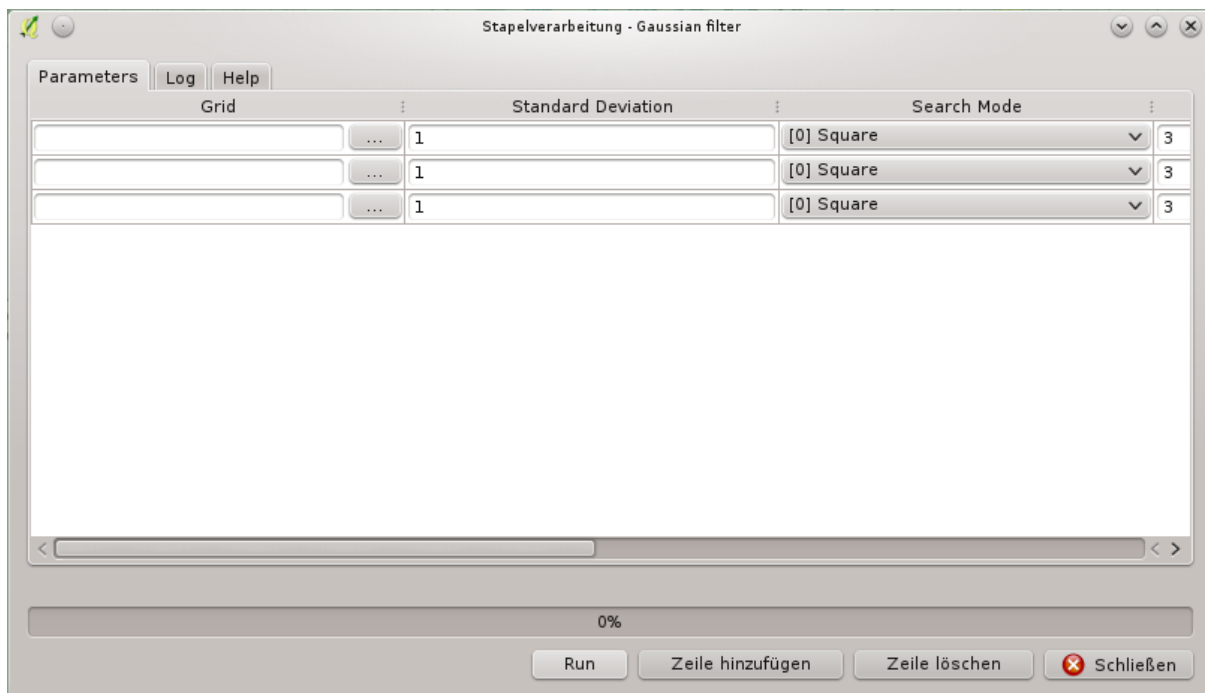 Stapelverarbeitung - Gaussian filter
Parameters Log Help
Grid Standard Deviation Search Mode
... 1 [0] Square 3
... 1 [0] Square 3
... 1 [0] Square 3
0%
Run Zeile hinzufügen Zeile löschen Schließen